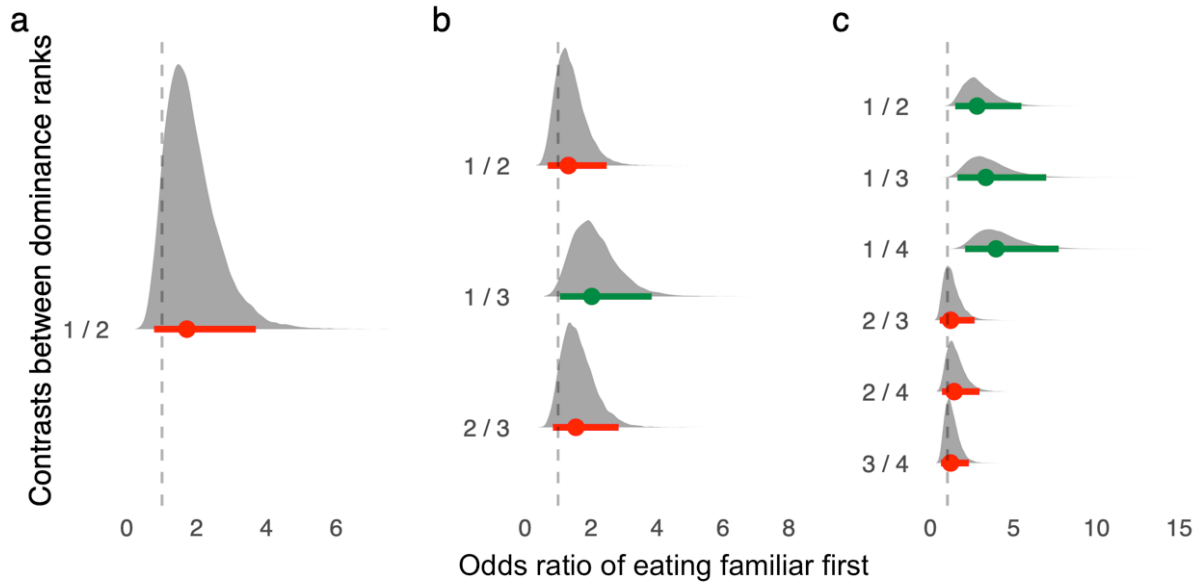 a
b
c
Contrasts between dominance ranks
1 / 2
1 / 2
1 / 3
2 / 3
1 / 2
1 / 3
1 / 4
2 / 3
2 / 4
3 / 4
0 2 4 6
0 2 4 6 8
0 5 10 15
Odds ratio of eating familiar first